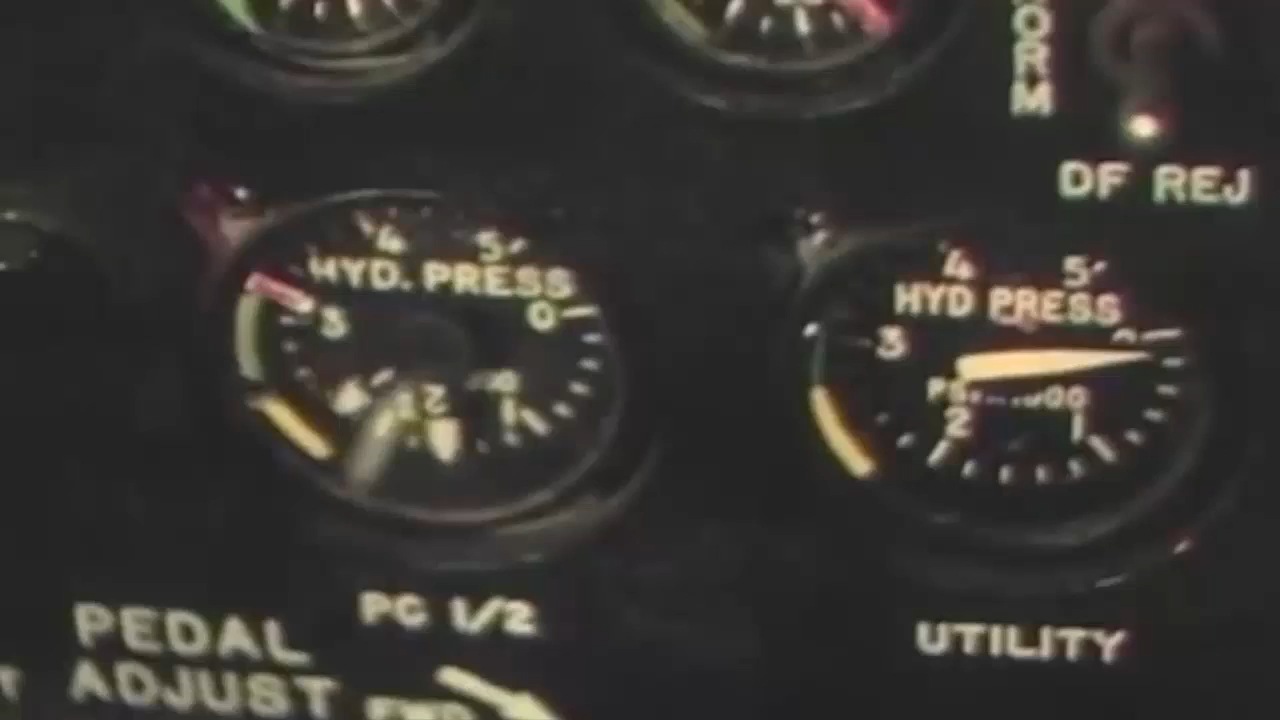 ORM
DF REJ
4 5
HYD. PRESS
3 0
2 1
PC 1/2
4 5
HYD PRESS
3 0
2 1
UTILITY
PEDAL
ADJUST